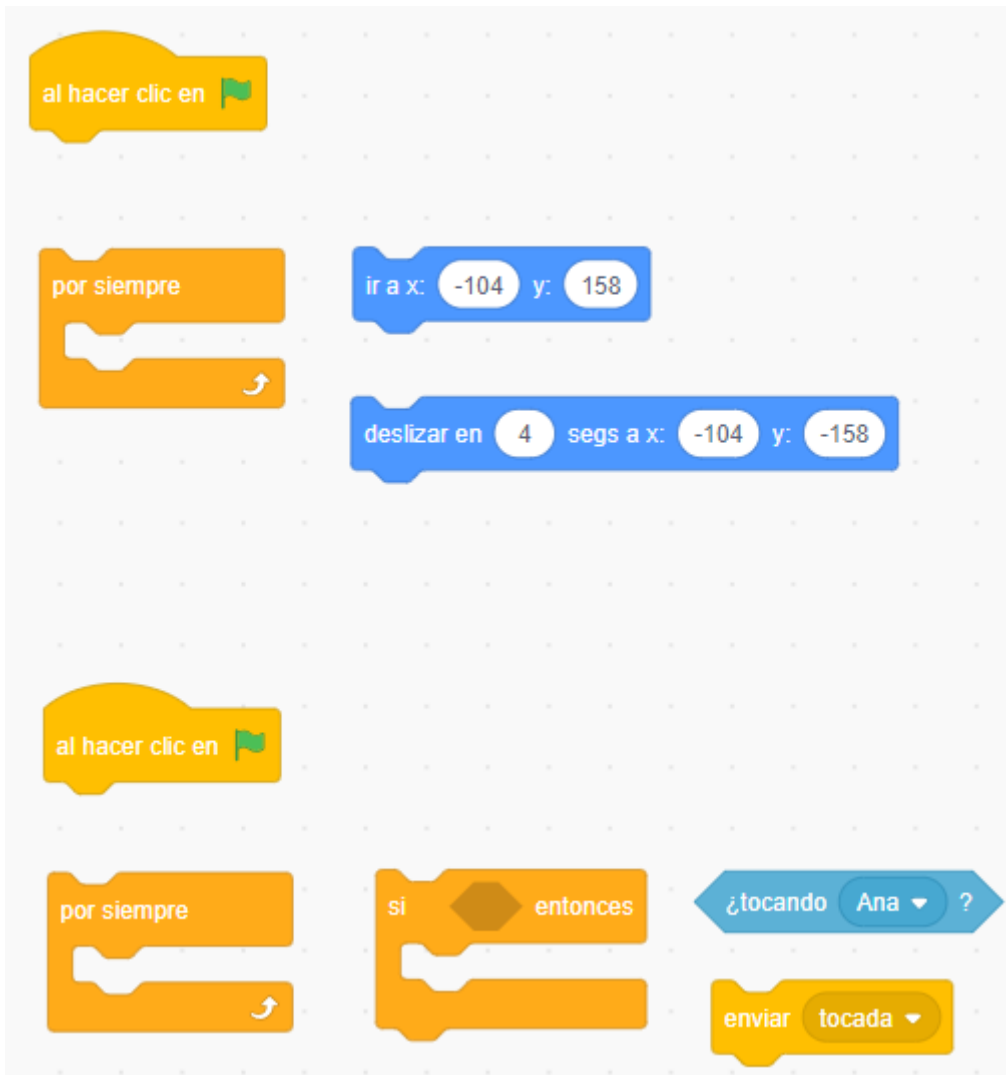 al hacer clic en
por siempre
ir a x: -104 y: 158
deslizar en 4 segs a x: -104 y: -158
al hacer clic en
por siempre
si entonces
¿tocando Ana ?
enviar tocada